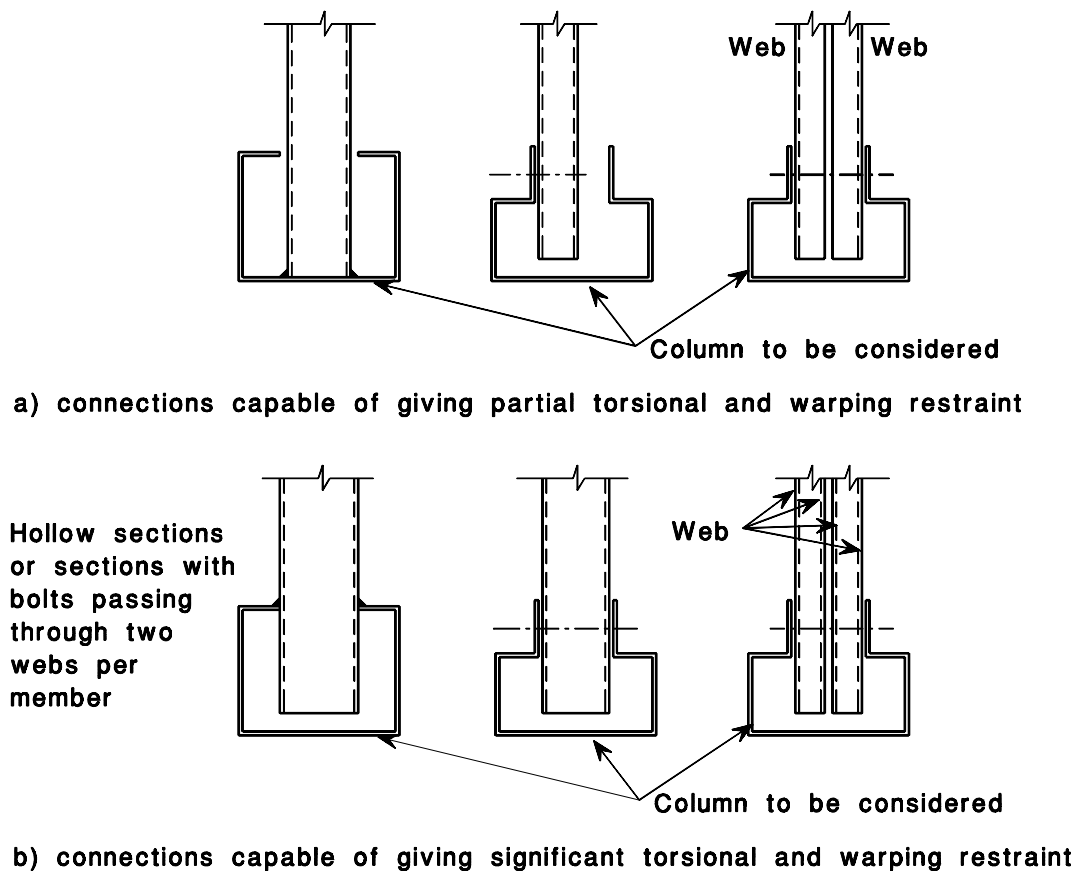 Web Web
Column to be considered
a) connections capable of giving partial torsional and warping restraint
Hollow sections
or sections with
bolts passing
through two
webs per
member
Web
Column to be considered
b) connections capable of giving significant torsional and warping restraint